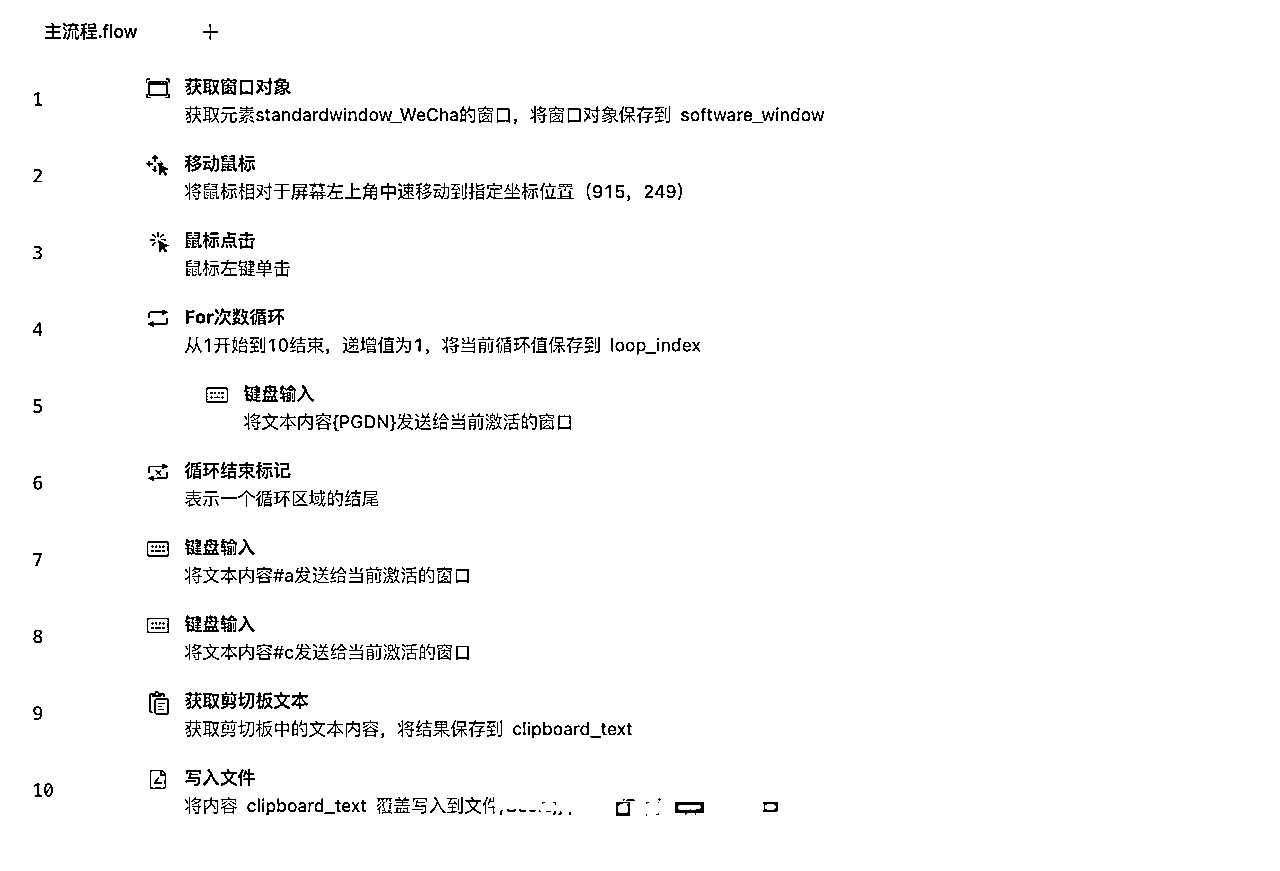 主流程.flow +
1 获取窗口对象
获取元素standardwindow_WeCha的窗口，将窗口对象保存到 software_window
2 移动鼠标
将鼠标相对于屏幕左上角中速移动到指定坐标位置（915，249）
3 鼠标点击
鼠标左键单击
4 For次数循环
从1开始到10结束，递增值为1，将当前循环值保存到 loop_index
5 键盘输入
将文本内容{PGDN}发送给当前激活的窗口
6 循环结束标记
表示一个循环区域的结尾
7 键盘输入
将文本内容#a发送给当前激活的窗口
8 键盘输入
将文本内容#c发送给当前激活的窗口
9 获取剪切板文本
获取剪切板中的文本内容，将结果保存到 clipboard_text
10 写入文件
将内容 clipboard_text 覆盖写入到文件